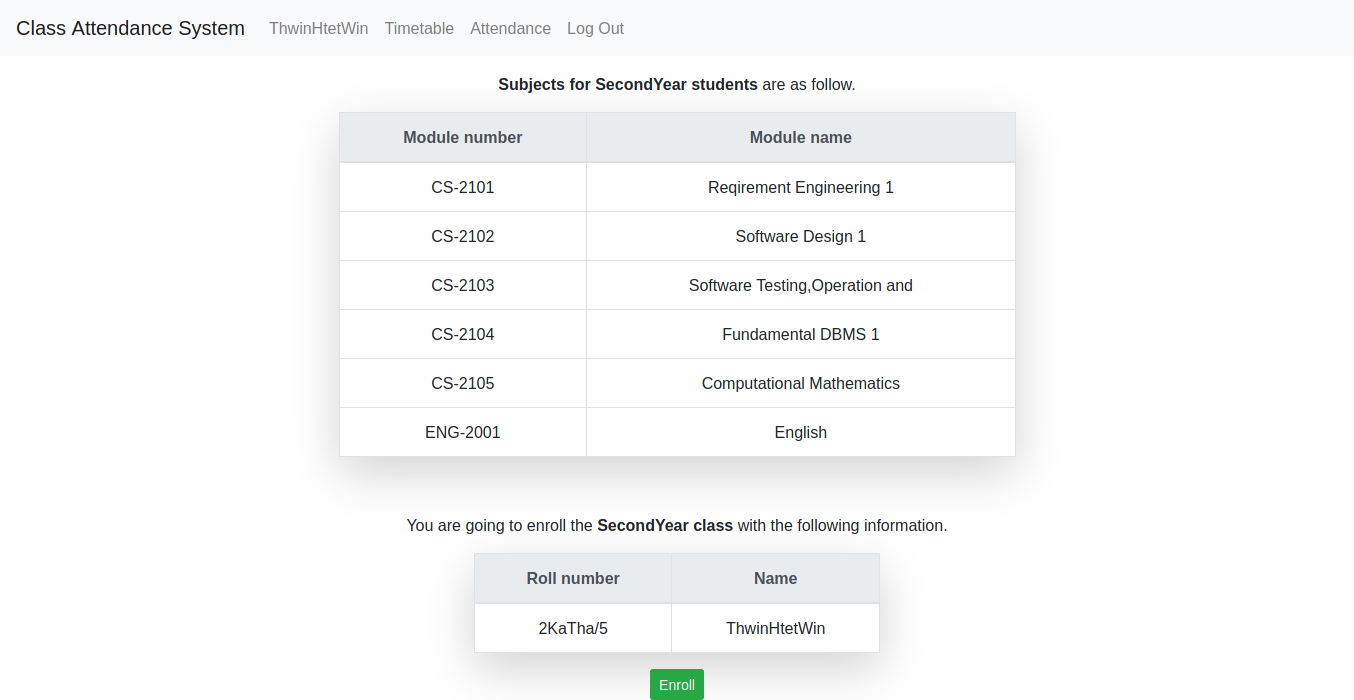 Class Attendance System ThwinHtetWin Timetable Attendance Log Out
Subjects for SecondYear students are as follow.
Module number Module name
CS-2101 Reqirement Engineering 1
CS-2102 Software Design 1
CS-2103 Software Testing,Operation and
CS-2104 Fundamental DBMS 1
CS-2105 Computational Mathematics
ENG-2001 English
You are going to enroll the SecondYear class with the following information.
Roll number Name
2KaTha/5 ThwinHtetWin
Enroll